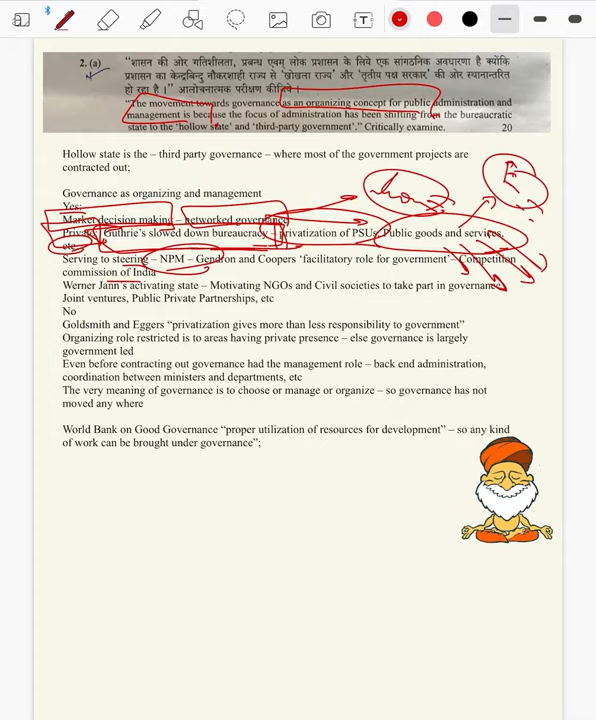 2. (a) "शासन की ओर गतिशीलता, प्रबन्ध एवम् लोक प्रशासन के लिये एक सांगठनिक अवधारणा है क्योंकि
प्रशासन का केन्द्रबिन्दु नौकरशाही राज्य से 'खोखला राज्य' और 'तृतीय पक्ष सरकार' की ओर स्थानान्तरित
हो रहा है।" आलोचनात्मक परीक्षण कीजिये।
"The movement towards governance as an organizing concept for public administration and
management is because the focus of administration has been shifting from the bureaucratic
state to the 'hollow state' and 'third-party government'." Critically examine. 20
Hollow state is the – third party governance – where most of the government projects are
contracted out;
Governance as organizing and management
Yes:
Market decision making – networked governance
Private Guthrie's slowed down bureaucracy – privatization of PSUs, Public goods and services,
etc
Serving to steering – NPM – Gendron and Coopers 'facilitatory role for government'– Competition
commission of India
Werner Jann's activating state – Motivating NGOs and Civil societies to take part in governance
Joint ventures, Public Private Partnerships, etc
No
Goldsmith and Eggers "privatization gives more than less responsibility to government"
Organizing role restricted is to areas having private presence – else governance is largely
government led
Even before contracting out governance had the management role – back end administration,
coordination between ministers and departments, etc
The very meaning of governance is to choose or manage or organize – so governance has not
moved any where
World Bank on Good Governance "proper utilization of resources for development" – so any kind
of work can be brought under governance";